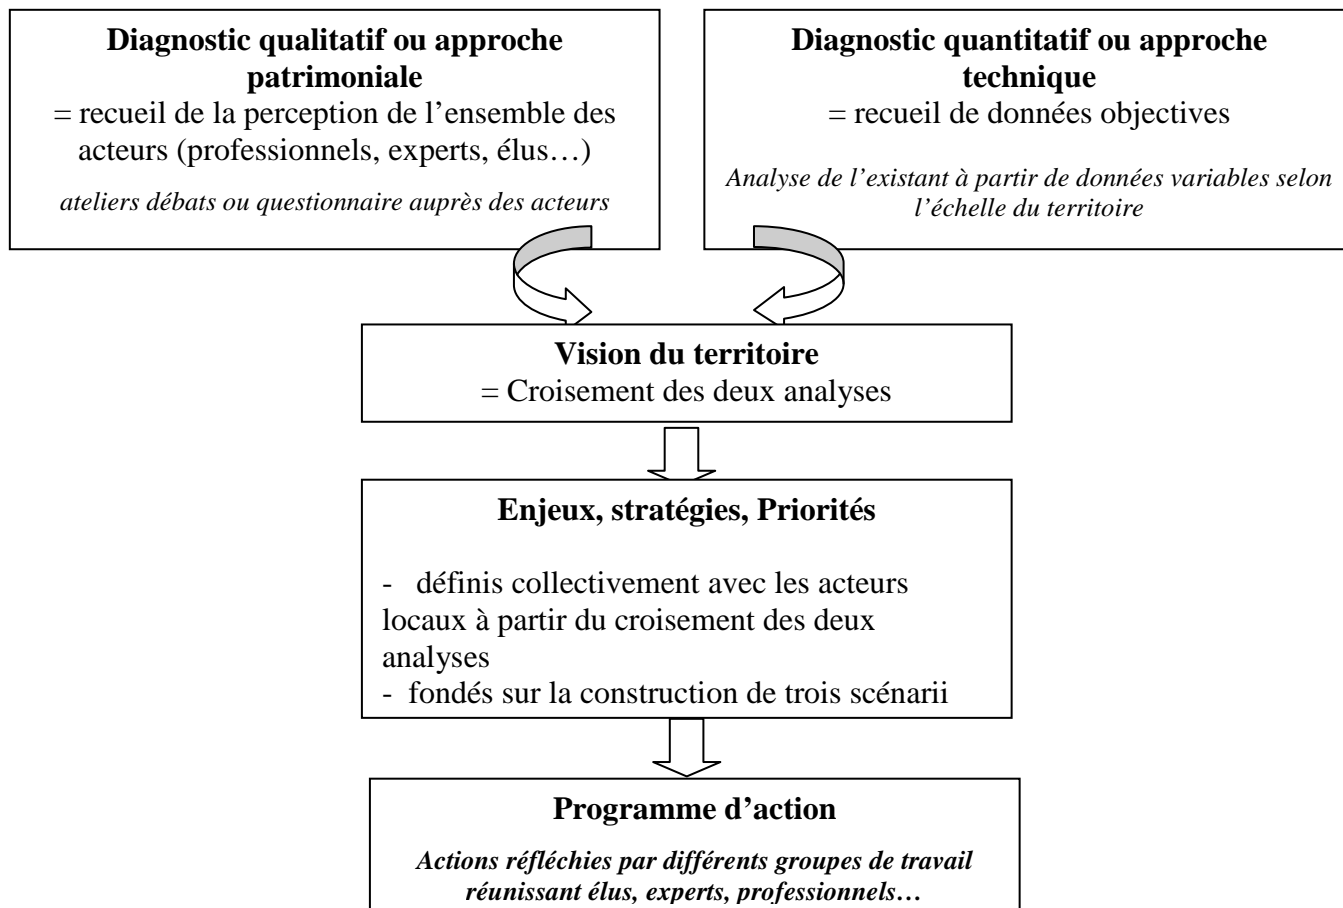 Diagnostic qualitatif ou approche
patrimoniale
= recueil de la perception de l’ensemble des
acteurs (professionnels, experts, élus…)
ateliers débats ou questionnaire auprès des acteurs
Diagnostic quantitatif ou approche
technique
= recueil de données objectives
Analyse de l’existant à partir de données variables selon
l’échelle du territoire
Vision du territoire
= Croisement des deux analyses
Enjeux, stratégies, Priorités
- définis collectivement avec les acteurs
locaux à partir du croisement des deux
analyses
- fondés sur la construction de trois scénarii
Programme d’action
Actions réfléchies par différents groupes de travail
réunissant élus, experts, professionnels…